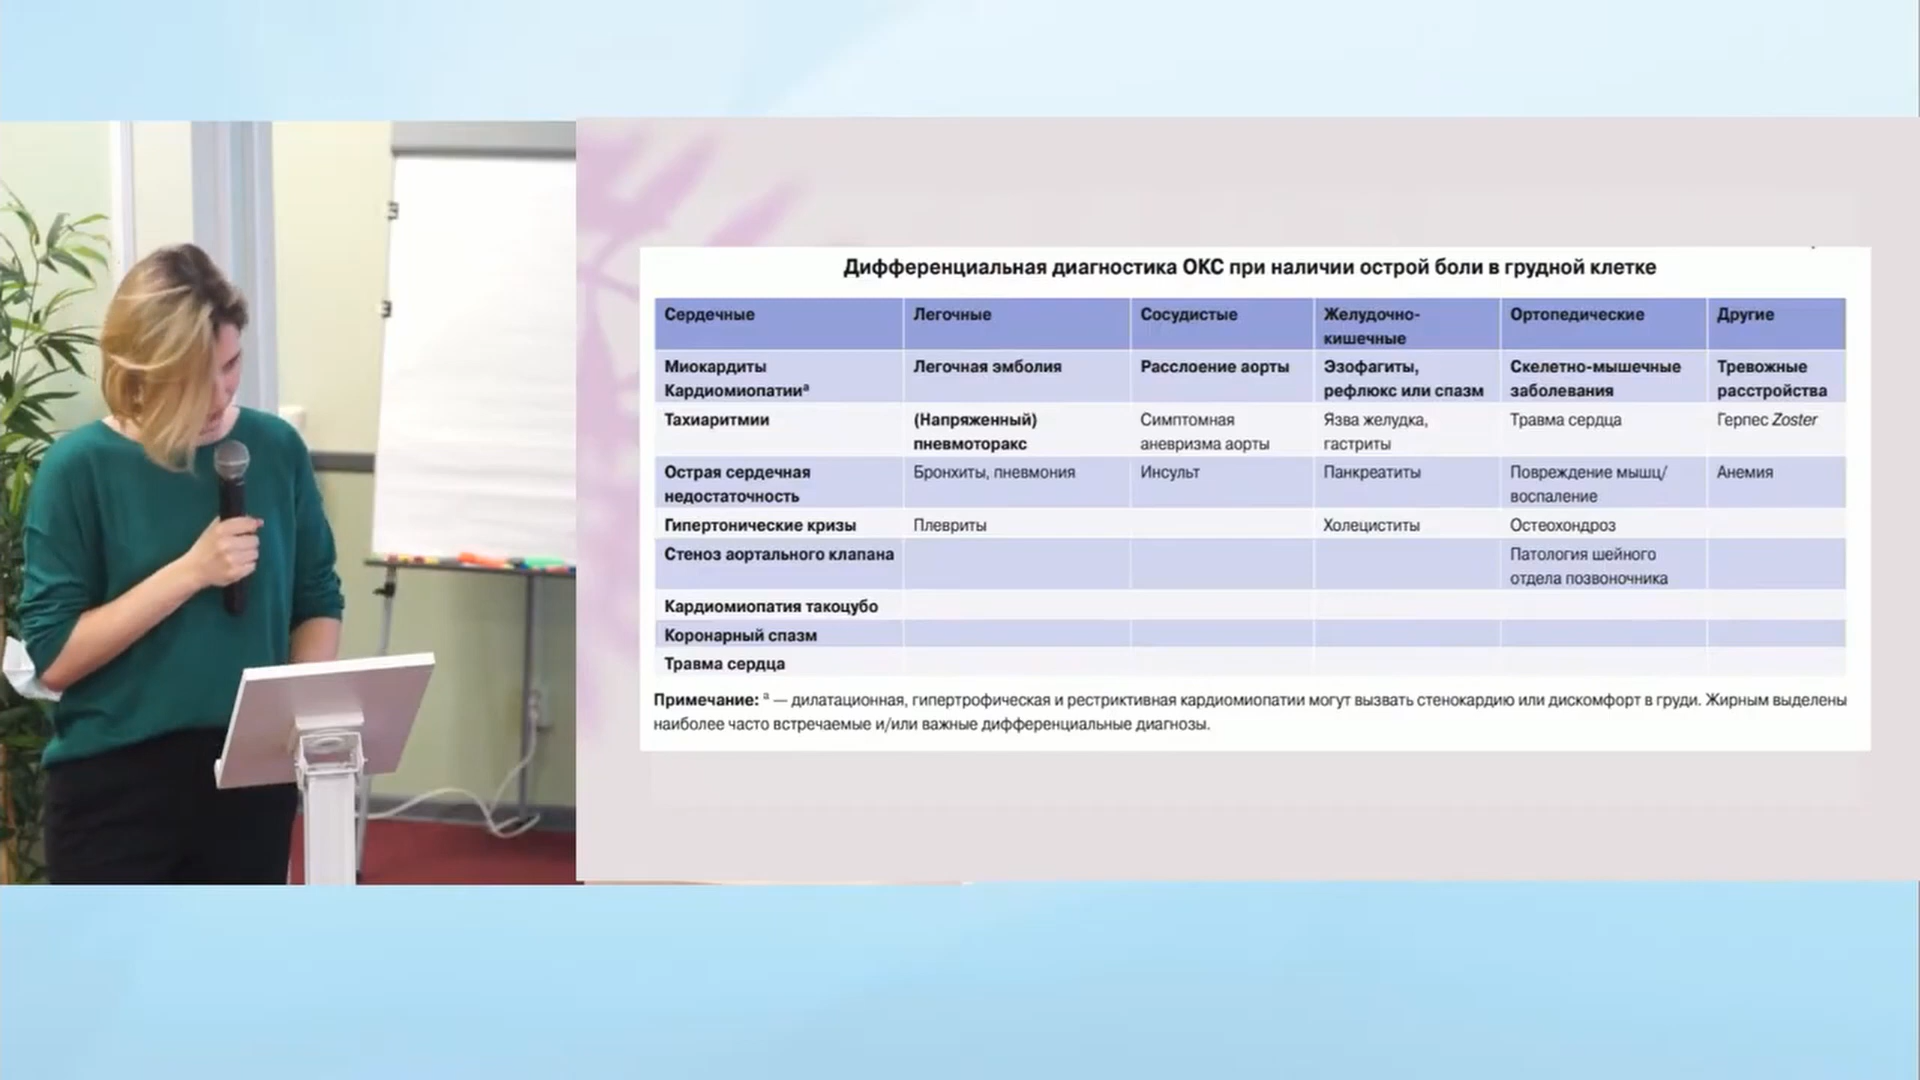 Дифференциальная диагностика ОКС при наличии острой боли в грудной клетке
Сердечные Легочные Сосудистые Желудочно-кишечные Ортопедические Другие
Миокардиты Кардиомиопатииᵃ Легочная эмболия Расслоение аорты Эзофагиты, рефлюкс или спазм Скелетно-мышечные заболевания Тревожные расстройства
Тахиаритмии (Напряженный) пневмоторакс Симптомная аневризма аорты Язва желудка, гастриты Травма сердца Герпес Zoster
Острая сердечная недостаточность Бронхиты, пневмония Инсульт Панкреатиты Повреждение мышц/воспаление Анемия
Гипертонические кризы Плевриты Холециститы Остеохондроз
Стеноз аортального клапана Патология шейного отдела позвоночника
Кардиомиопатия такоцубо
Коронарный спазм
Травма сердца
Примечание: ᵃ — дилатационная, гипертрофическая и рестриктивная кардиомиопатии могут вызвать стенокардию или дискомфорт в груди. Жирным выделены
наиболее часто встречаемые и/или важные дифференциальные диагнозы.